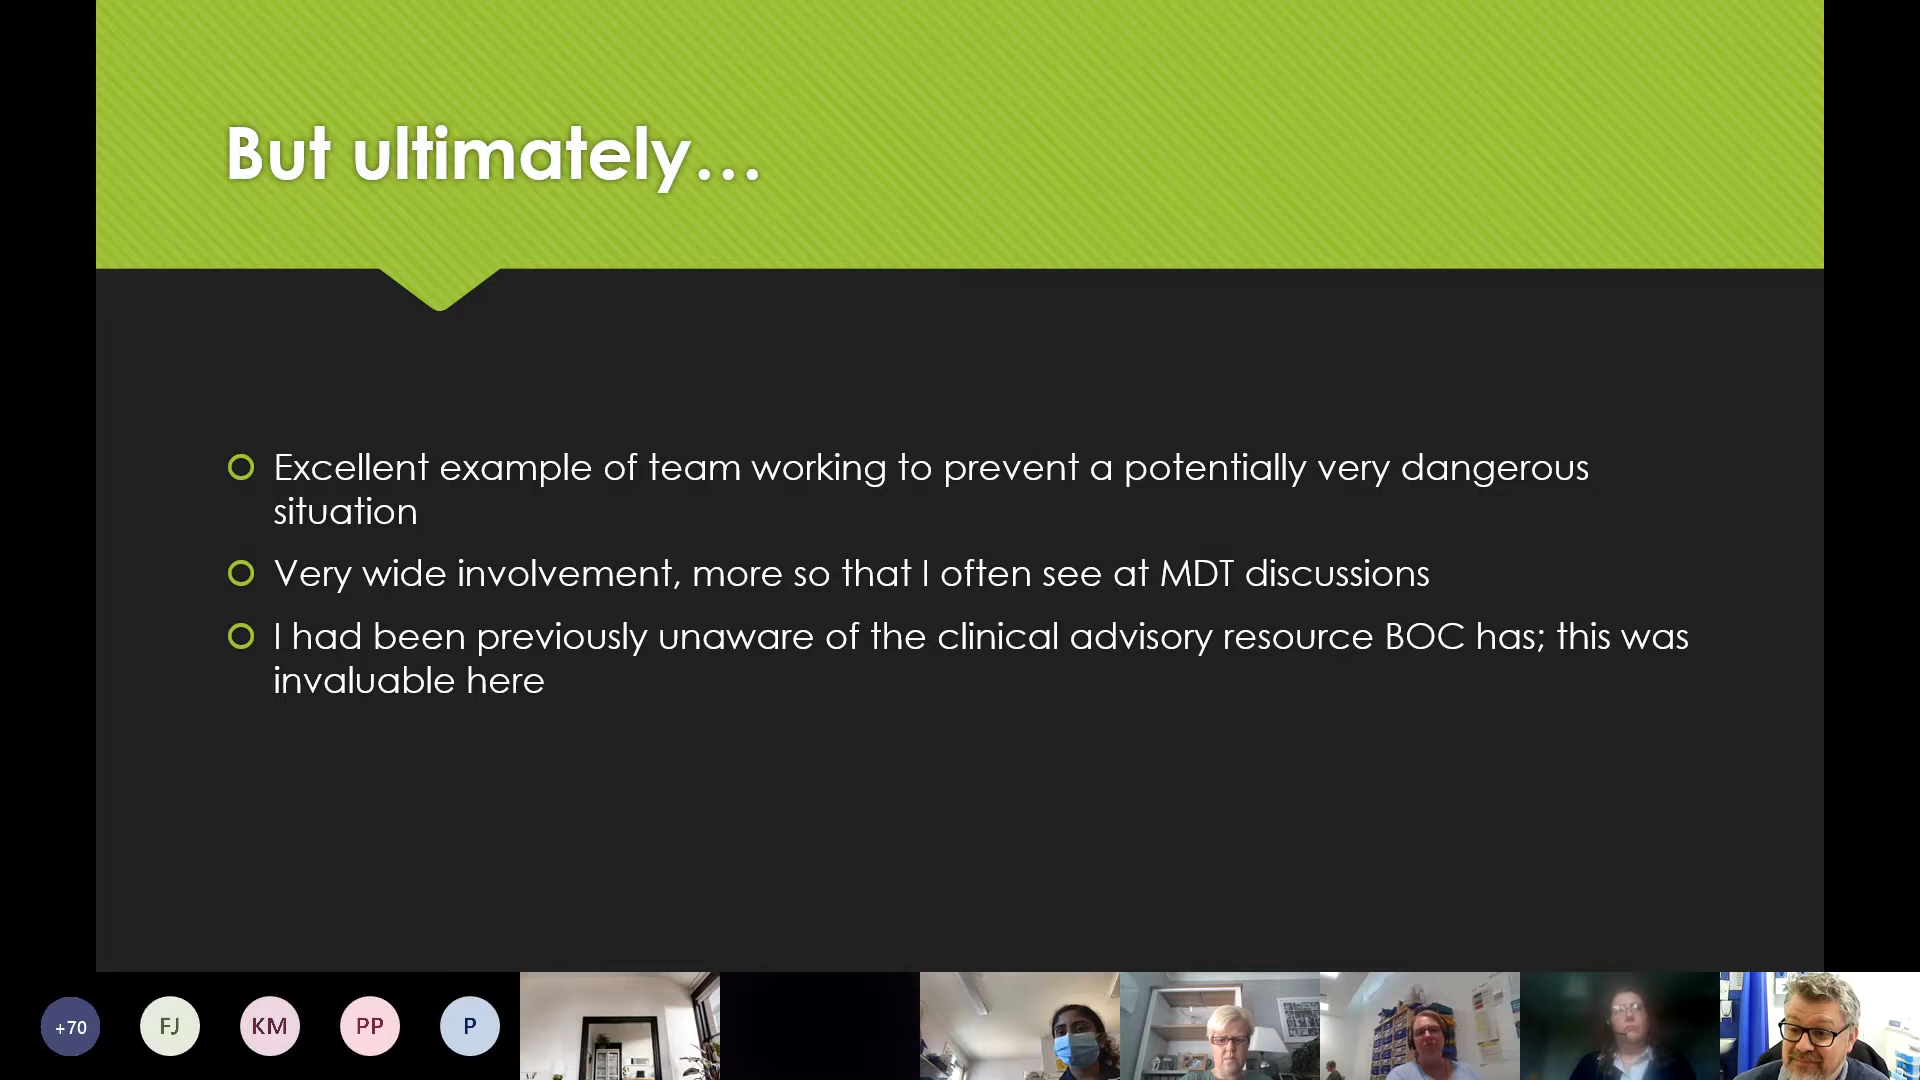 But ultimately…
Excellent example of team working to prevent a potentially very dangerous
situation
Very wide involvement, more so that I often see at MDT discussions
I had been previously unaware of the clinical advisory resource BOC has; this was
invaluable here
+70
FJ
KM
PP
P